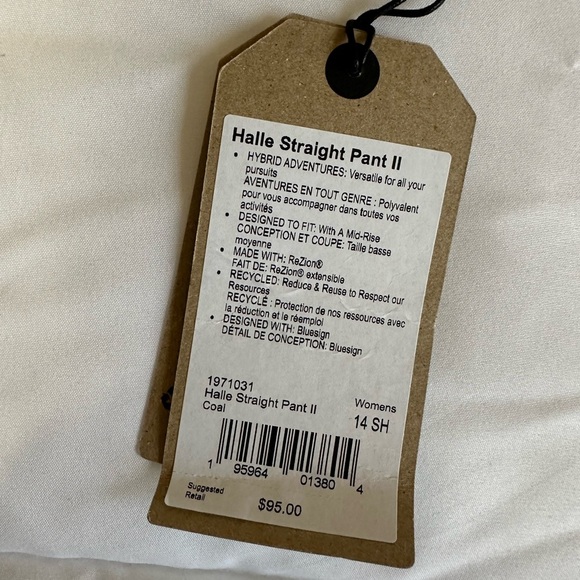 Halle Straight Pant II
• HYBRID ADVENTURES: Versatile for all your
pursuits
AVENTURES EN TOUT GENRE : Polyvalent
pour vous accompagner dans toutes vos
activités
• DESIGNED TO FIT: With A Mid-Rise
CONCEPTION ET COUPE: Taille basse
moyenne
• MADE WITH: ReZion®
FAIT DE: ReZion® extensible
• RECYCLED: Reduce & Reuse to Respect our
Resources
RECYCLÉ : Protection de nos ressources avec
la réduction et le réemploi
• DESIGNED WITH: Bluesign
DÉTAIL DE CONCEPTION: Bluesign
1971031
Halle Straight Pant II Womens
Coal 14 SH
1 95964 01380 4
Suggested
Retail $95.00